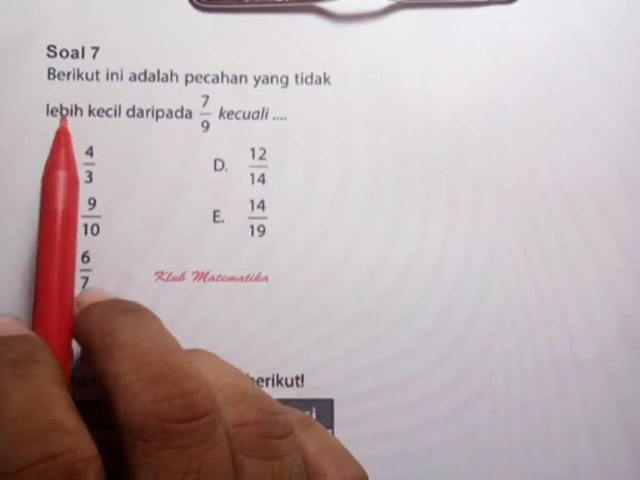 Soal 7
Berikut ini adalah pecahan yang tidak
lebih kecil daripada 7/9 kecuali ....
4/3
D. 12/14
9/10
E. 14/19
6/7
Klub Matematika
berikut!